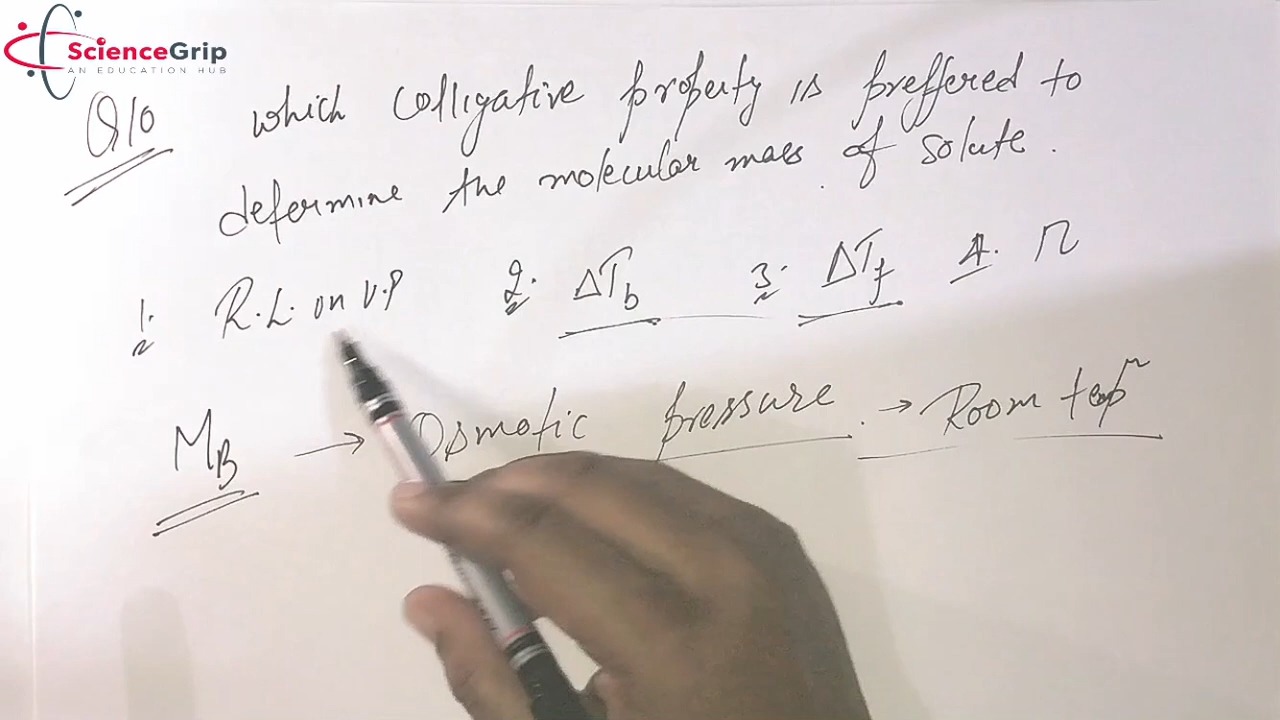 ScienceGrip
AN EDUCATION HUB
Q10 which colligative property is preffered to
determine the molecular mass of solute.
1. R.L. on V.P 2. ΔTb 3. ΔTf 4. π
MB → Osmotic pressure. → Room tempr